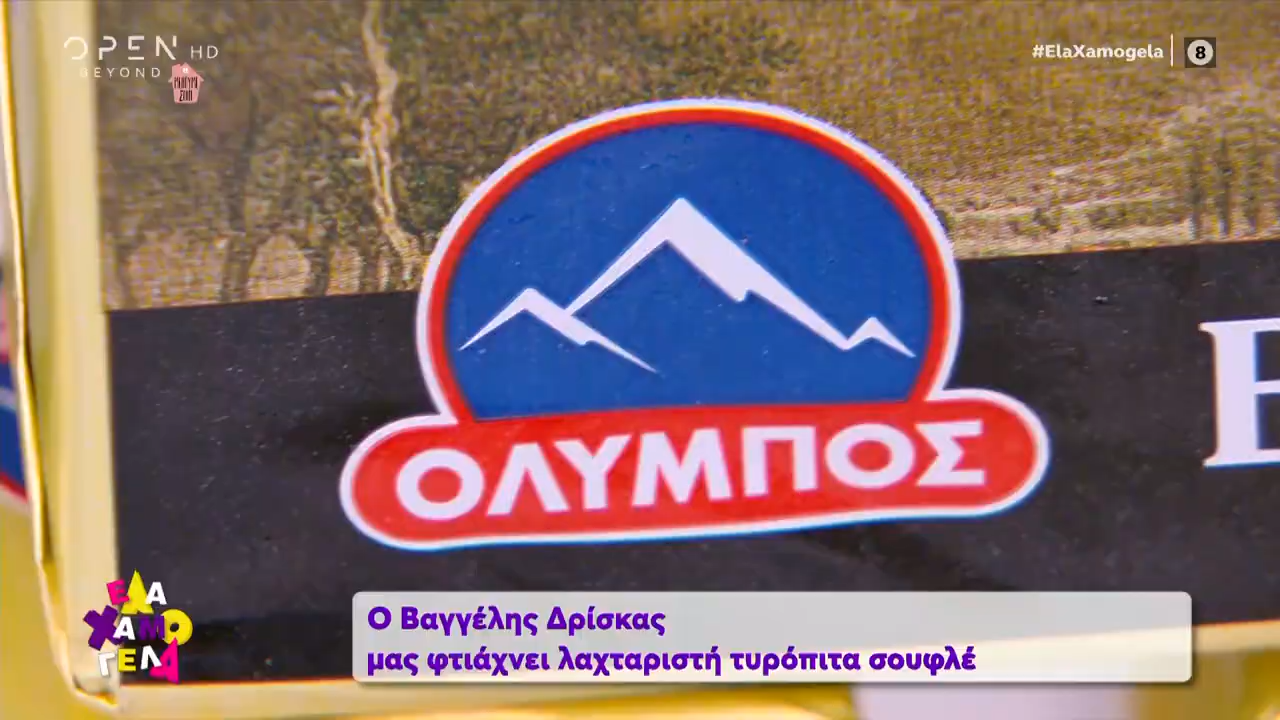 OPEN HD
BEYOND
#ElaXamogela
8
ΟΛΥΜΠΟΣ
ΕΛΑ
ΧΑΜΟ
ΓΕΛΑ
Ο Βαγγέλης Δρίσκας
μας φτιάχνει λαχταριστή τυρόπιτα σουφλέ